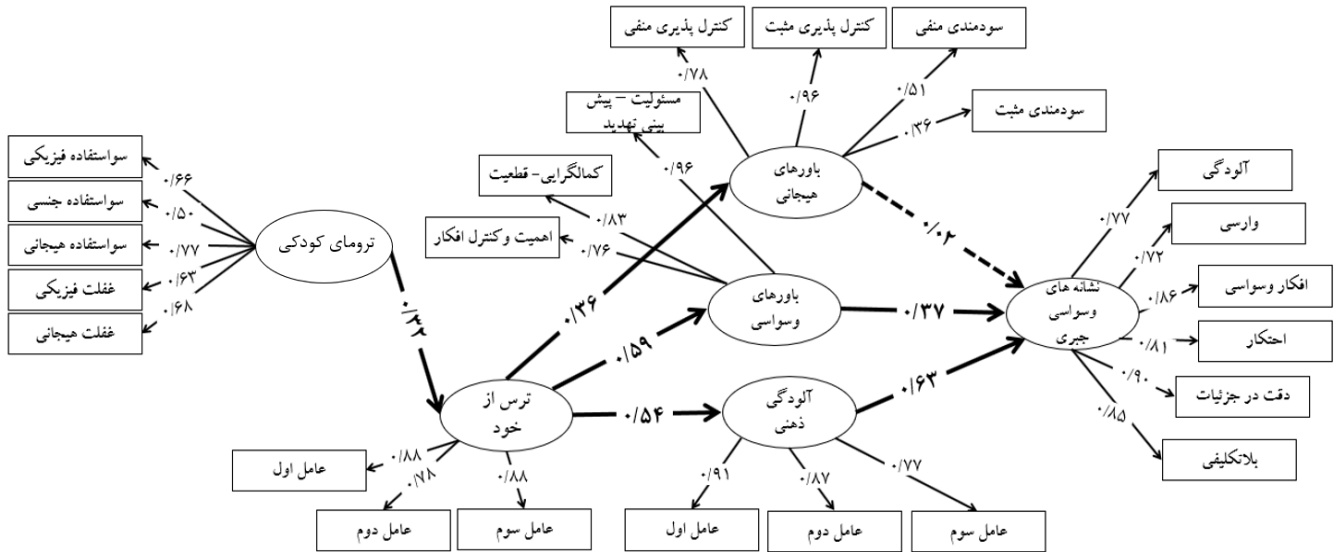 کنترل پذیری منفی
کنترل پذیری مثبت
سودمندی منفی
سودمندی مثبت
۰/۷۸
۰/۹۶
۰/۵۱
۰/۳۶
مسئولیت – پیش
بینی تهدید
کمالگرایی- قطعیت
اهمیت وکنترل افکار
۰/۹۶
۰/۸۳
۰/۷۶
باورهای
هیجانی
سواستفاده فیزیکی
سواستفاده جنسی
سواستفاده هیجانی
غفلت فیزیکی
غفلت هیجانی
۰/۶۶
۰/۵۰
۰/۷۷
۰/۶۳
۰/۶۸
ترومای کودکی
۰/۳۲
۰/۳۶
۰/۵۹
۰/۵۴
باورهای
وسواسی
۰/۰۲
۰/۳۷
۰/۶۳
نشانه های
وسواسی
جبری
آلودگی
وارسی
افکار وسواسی
احتکار
دقت در جزئیات
بلاتکلیفی
۰/۷۷
۰/۷۲
۰/۸۶
۰/۸۱
۰/۹۰
۰/۸۵
ترس از
خود
۰/۸۸
۰/۷۸
۰/۸۸
عامل اول
عامل دوم
عامل سوم
آلودگی
ذهنی
۰/۹۱
۰/۸۷
۰/۷۷
عامل اول
عامل دوم
عامل سوم